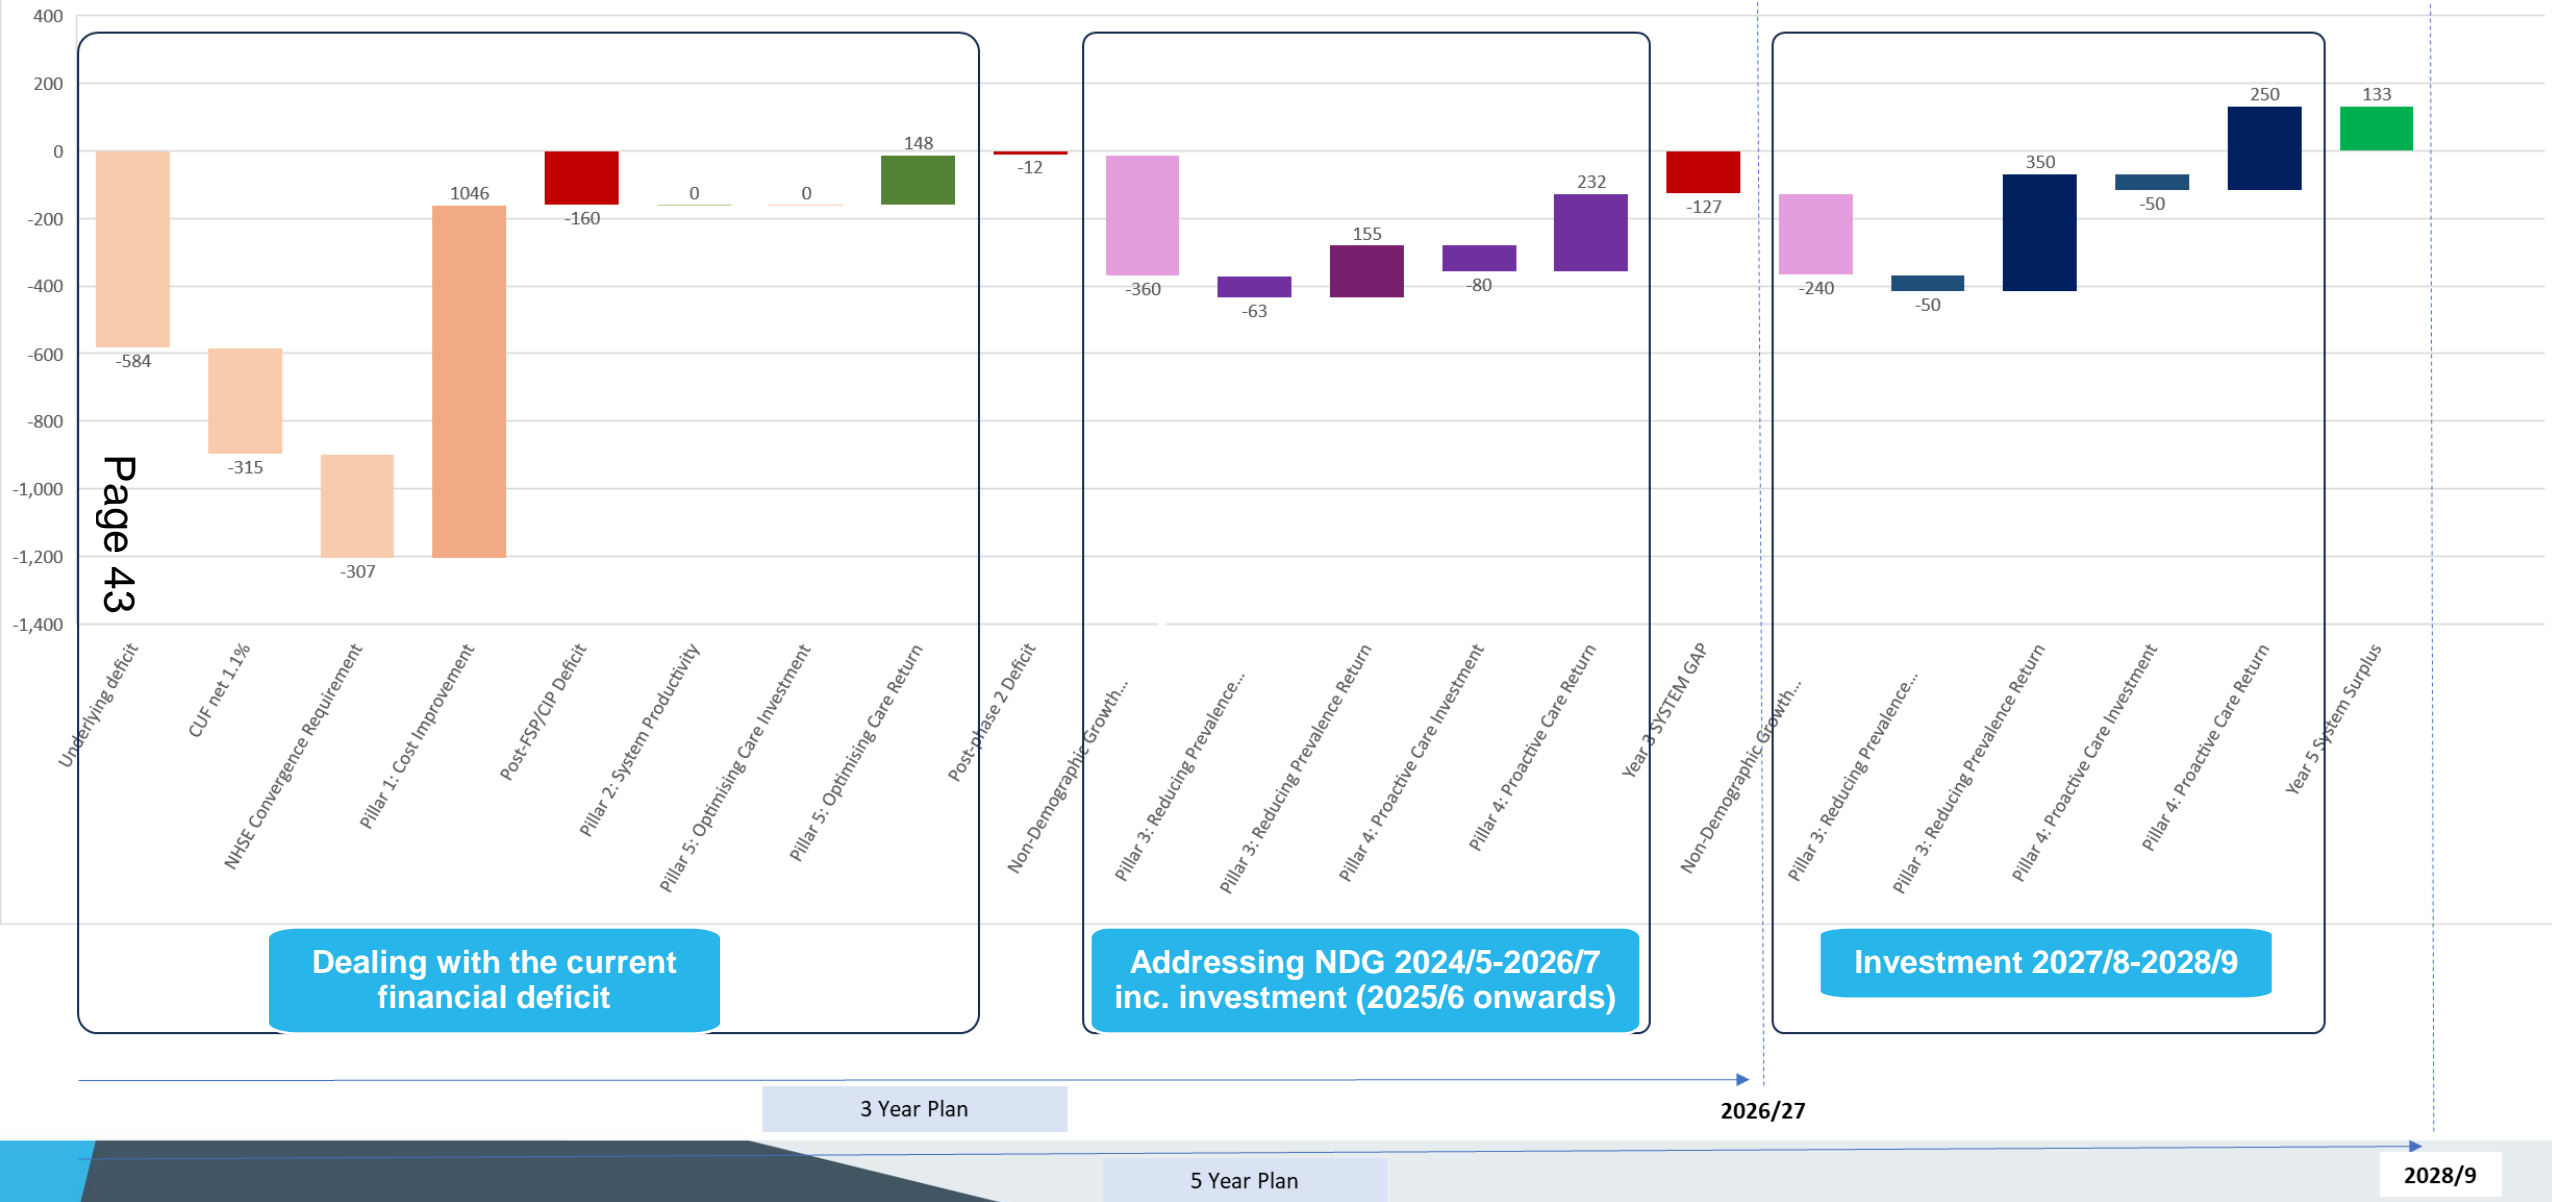 400
200
0
-200
-400
-600
-800
-1,000
-1,200
-1,400
Page 43
-584
-315
-307
1046
-160
0
0
148
-12
-360
-63
155
-80
232
-127
-240
-50
350
-50
250
133
Underlying deficit
CUF net 1.1%
NHSE Convergence Requirement
Pillar 1: Cost Improvement
Post-FSP/CIP Deficit
Pillar 2: System Productivity
Pillar 5: Optimising Care Investment
Pillar 5: Optimising Care Return
Post-phase 2 Deficit
Non-Demographic Growth...
Pillar 3: Reducing Prevalence...
Pillar 3: Reducing Prevalence Return
Pillar 4: Proactive Care Investment
Pillar 4: Proactive Care Return
Year 3 SYSTEM GAP
Non-Demographic Growth...
Pillar 3: Reducing Prevalence...
Pillar 3: Reducing Prevalence Return
Pillar 4: Proactive Care Investment
Pillar 4: Proactive Care Return
Year 5 System Surplus
Dealing with the current
financial deficit
Addressing NDG 2024/5-2026/7
inc. investment (2025/6 onwards)
Investment 2027/8-2028/9
3 Year Plan
2026/27
5 Year Plan
2028/9